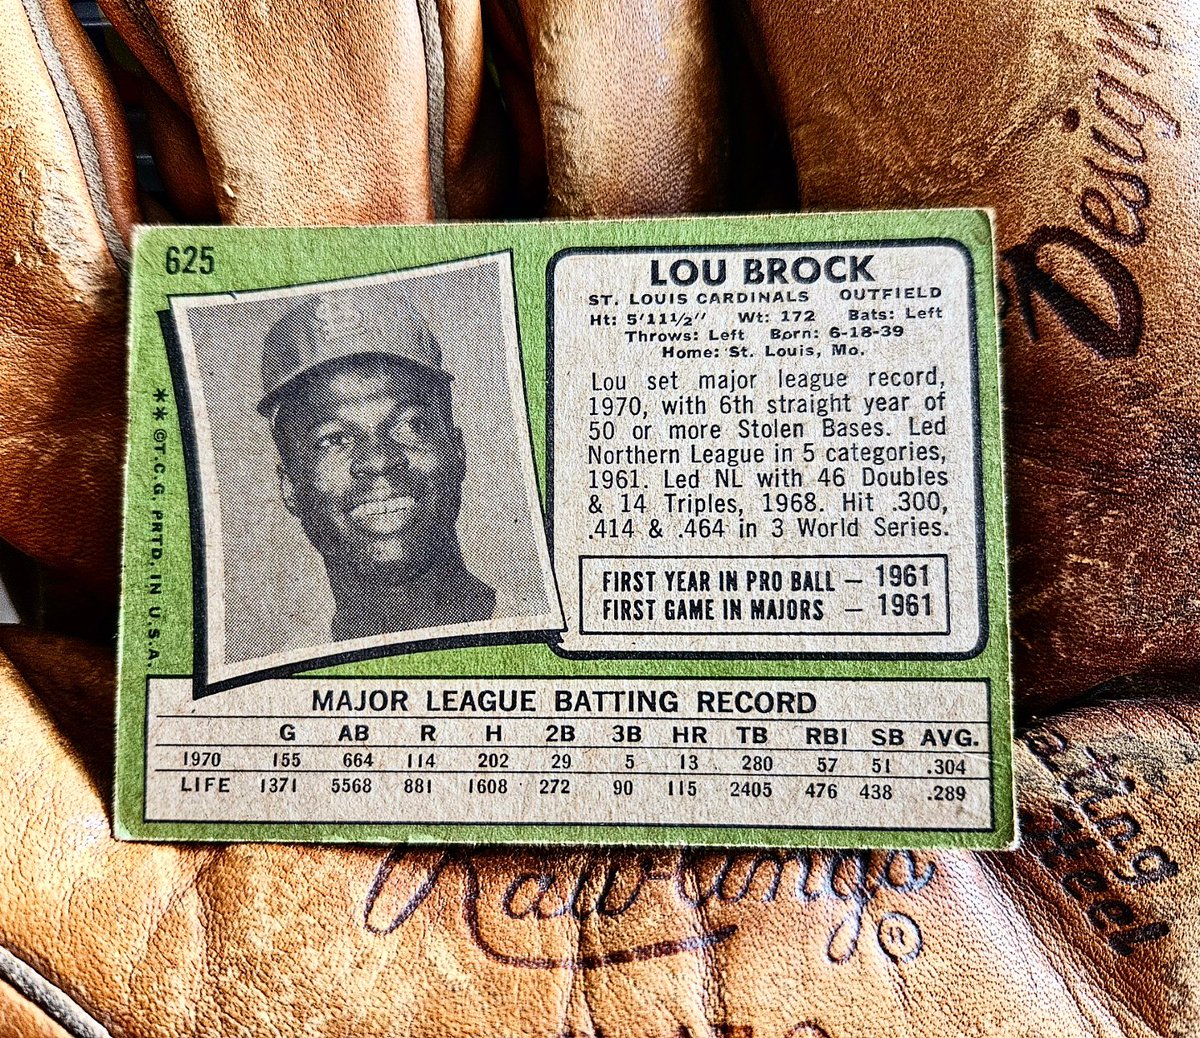 625
LOU BROCK
ST. LOUIS CARDINALS OUTFIELD
Ht: 5'11½" Wt: 172 Bats: Left
Throws: Left Born: 6-18-39
Home: St. Louis, Mo.
Lou set major league record,
1970, with 6th straight year of
50 or more Stolen Bases. Led
Northern League in 5 categories,
1961. Led NL with 46 Doubles
& 14 Triples, 1968. Hit .300,
.414 & .464 in 3 World Series.
FIRST YEAR IN PRO BALL — 1961
FIRST GAME IN MAJORS — 1961
**©T.C.G. PRTD. IN U.S.A.
MAJOR LEAGUE BATTING RECORD
G AB R H 2B 3B HR TB RBI SB AVG.
1970 155 664 114 202 29 5 13 280 57 51 .304
LIFE 1371 5568 881 1608 272 90 115 2405 476 438 .289
Design
Rawlings ®
Heel